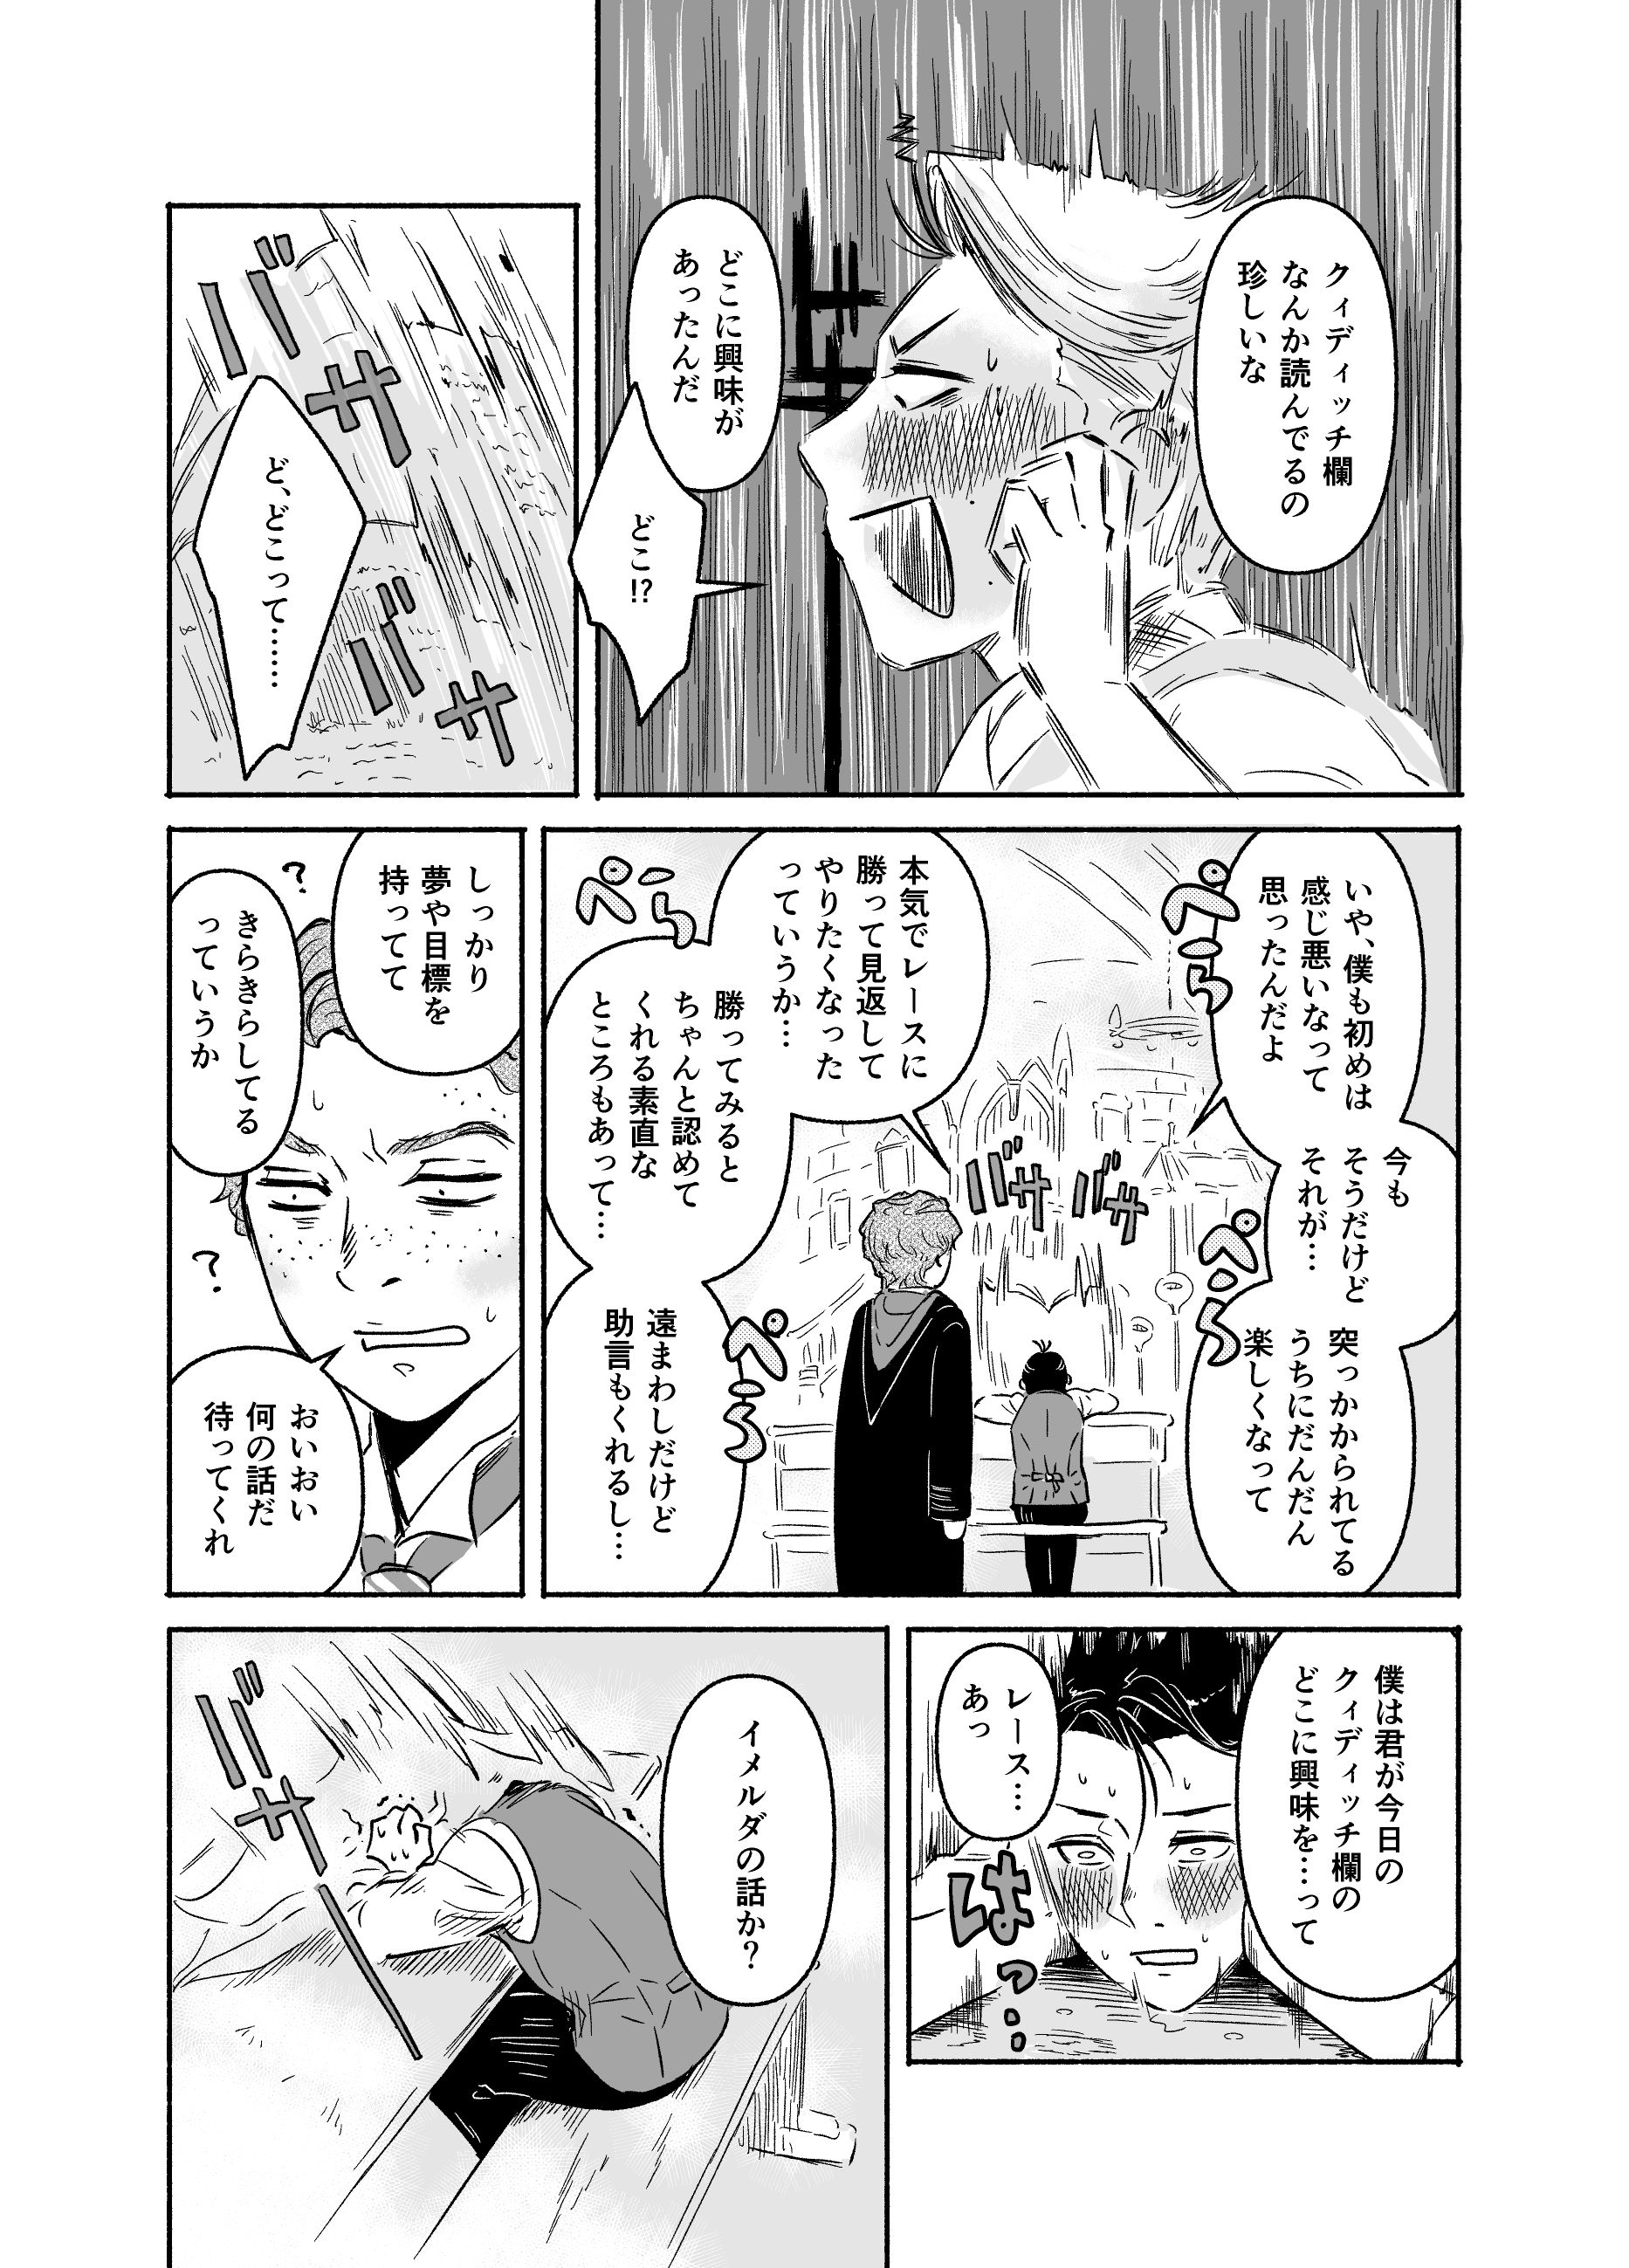 クィディッチ欄
なんか読んでるの
珍しいな
どこに興味が
あったんだ
どこ!?
バサ
バサ
ど、どこって……
いや、僕も初めは
感じ悪いなって
思ったんだよ
今も
そうだけど
それが…
突っかかられてる
うちにだんだん
楽しくなって
ぺらぺら
本気でレースに
勝って見返して
やりたくなった
っていうか…
勝ってみると
ちゃんと認めて
くれる素直な
ところもあって…
遠まわしだけど
助言もくれるし…
ぺら
ぺら
バサバサ
しっかり
夢や目標を
持ってて
きらきらしてる
っていうか
?
?
おいおい
何の話だ
待ってくれ
僕は君が今日の
クィディッチ欄の
どこに興味を…って
レース…
あっ
はっ…
イメルダの話か?
バサーッ